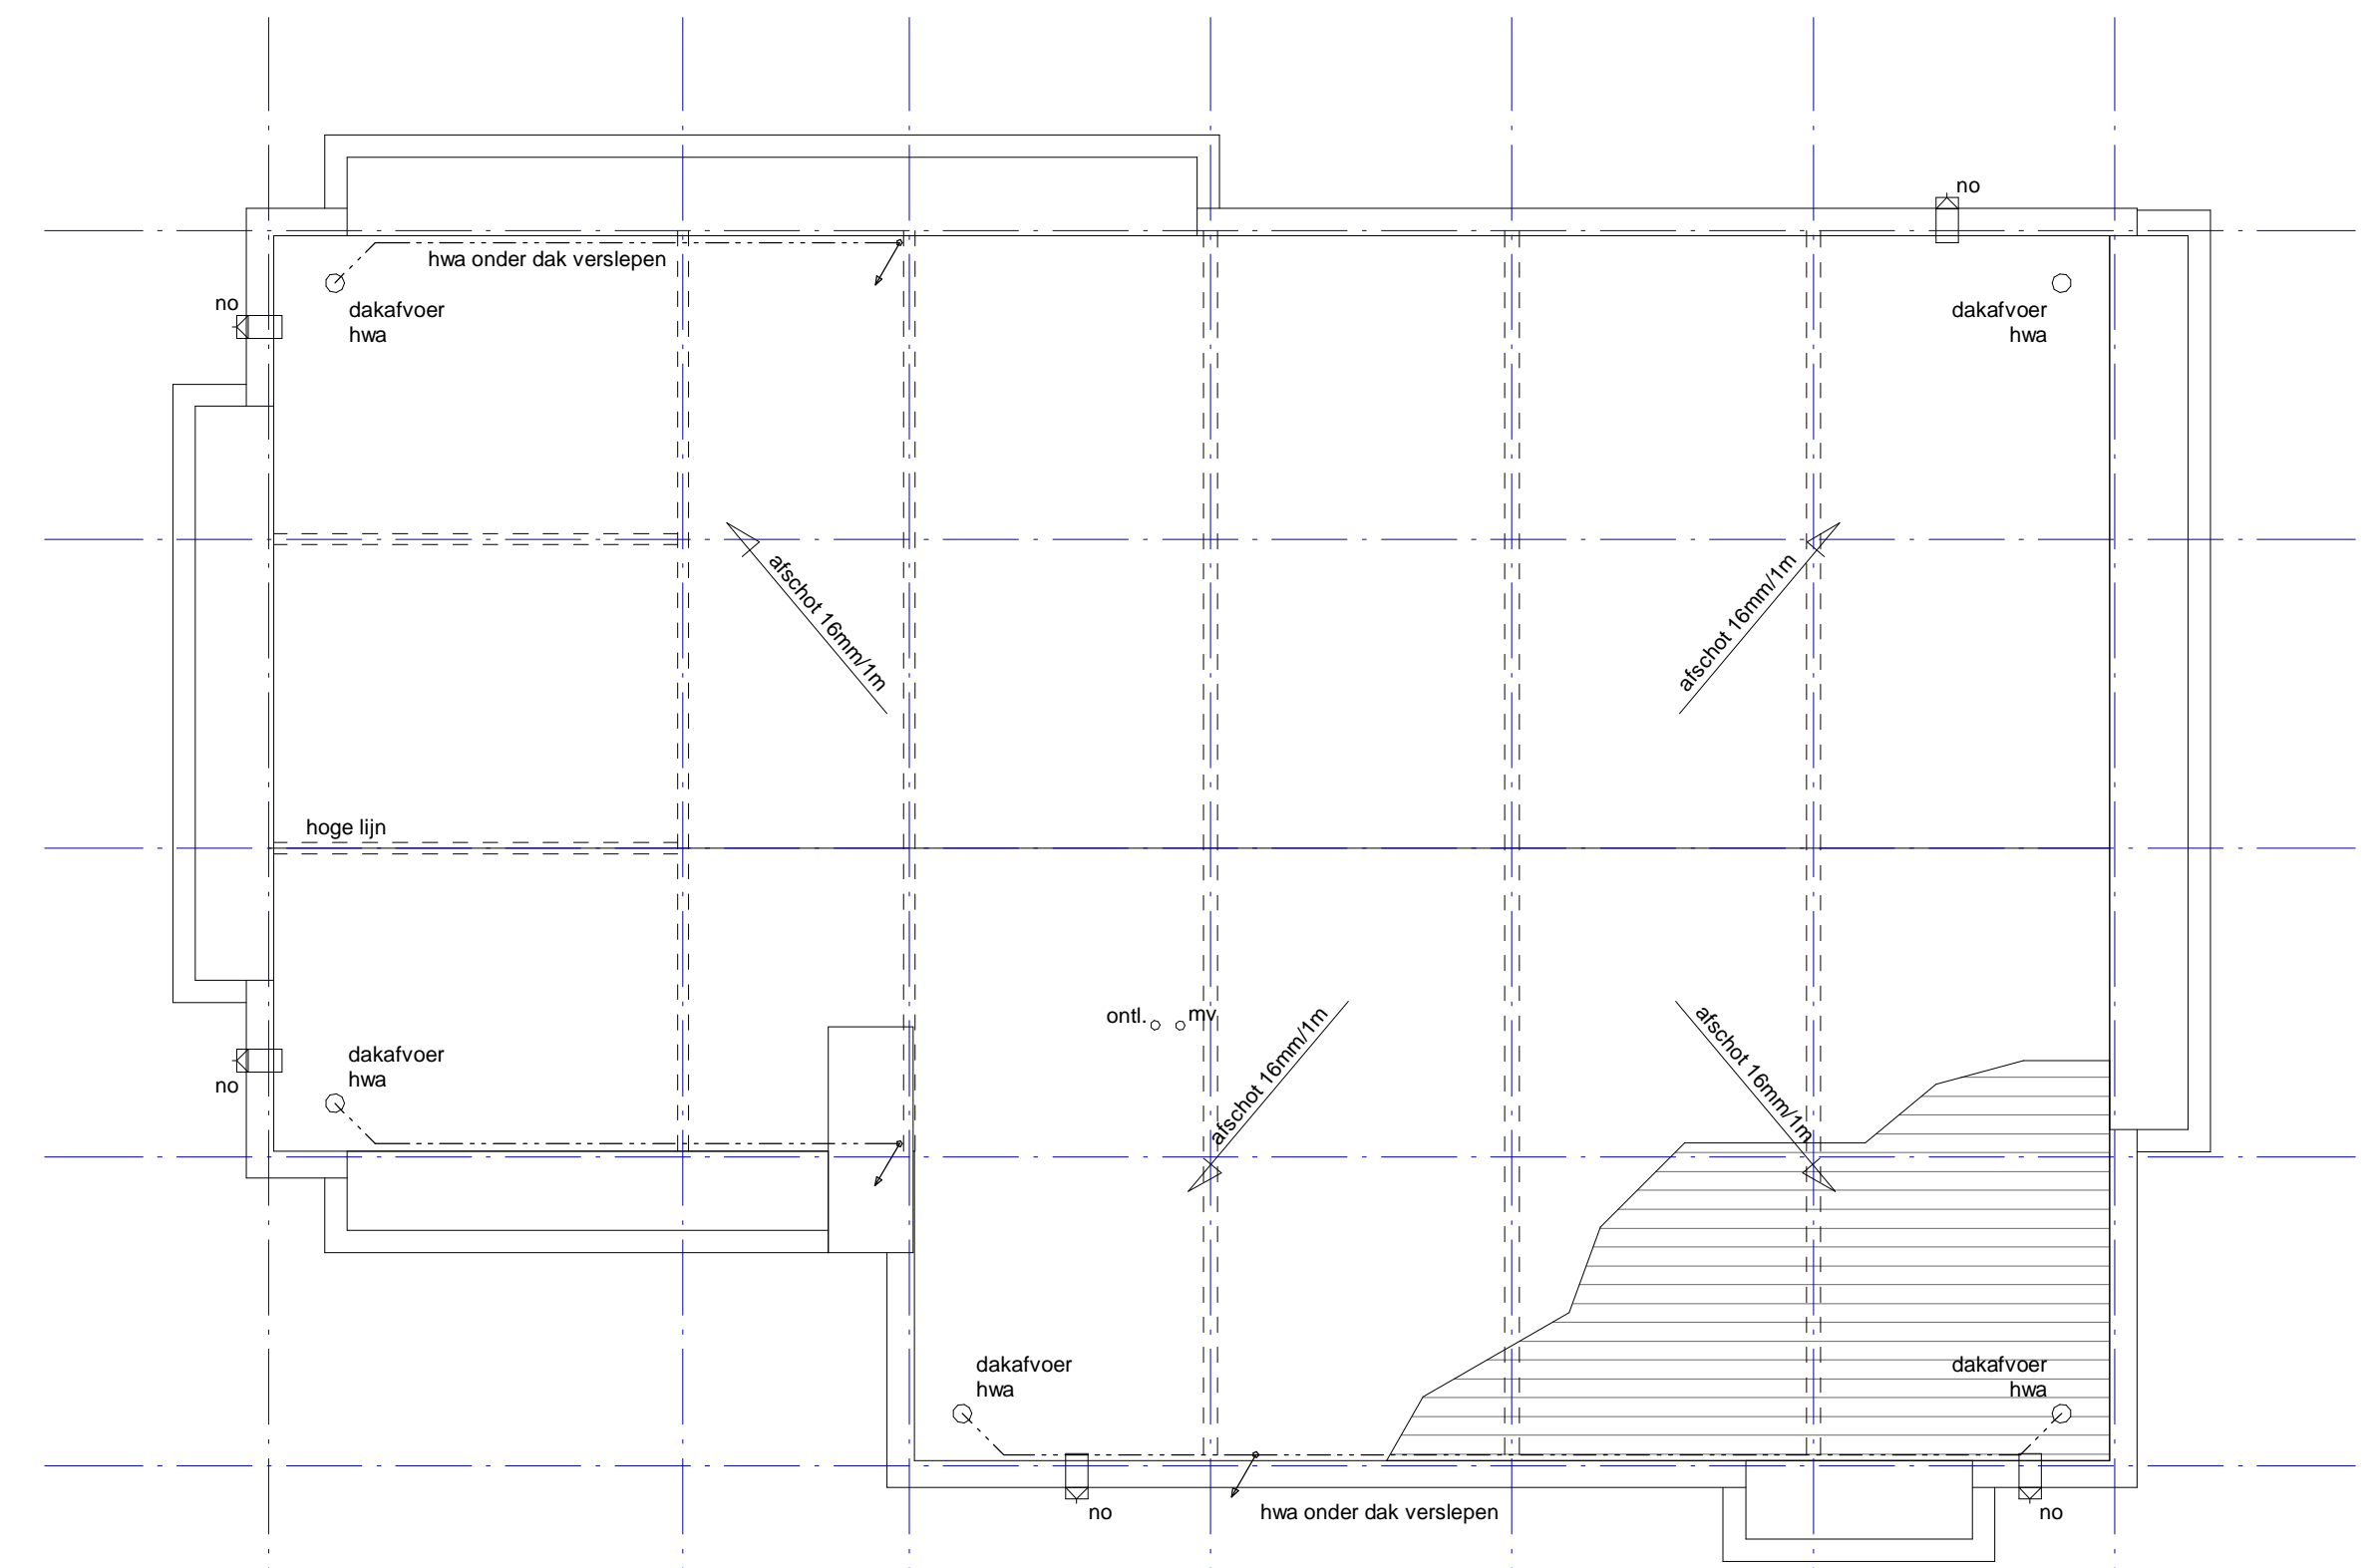 no
hwa onder dak verslepen
no
dakafvoer
hwa
dakafvoer
hwa
afschot 16mm/1m
afschot 16mm/1m
hoge lijn
ontl.
mv
afschot 16mm/1m
afschot 16mm/1m
dakafvoer
hwa
no
dakafvoer
hwa
dakafvoer
hwa
no
hwa onder dak verslepen
no